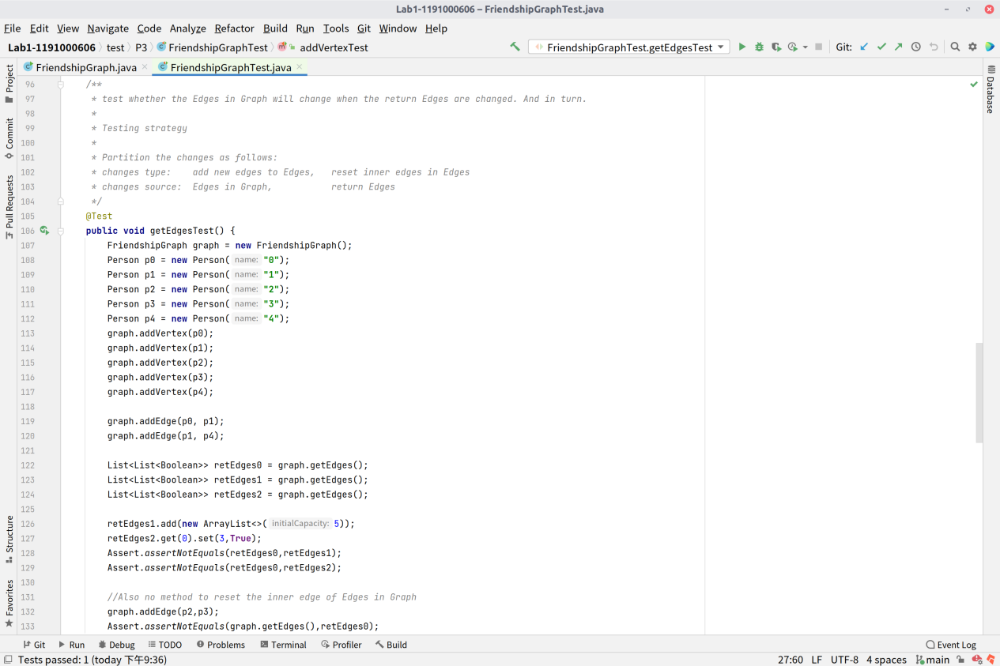 Lab1-1191000606 – FriendshipGraphTest.java
File Edit View Navigate Code Analyze Refactor Build Run Tools Git Window Help
Lab1-1191000606 test P3 FriendshipGraphTest addVertexTest FriendshipGraphTest.getEdgesTest Git:
FriendshipGraph.java FriendshipGraphTest.java
Project
Commit
Pull Requests
Structure
Favorites
Database
96 /**
97 * test whether the Edges in Graph will change when the return Edges are changed. And in turn.
98 *
99 * Testing strategy
100 *
101 * Partition the changes as follows:
102 * changes type: add new edges to Edges, reset inner edges in Edges
103 * changes source: Edges in Graph, return Edges
104 */
105 @Test
106 public void getEdgesTest() {
107 FriendshipGraph graph = new FriendshipGraph();
108 Person p0 = new Person( name: "0");
109 Person p1 = new Person( name: "1");
110 Person p2 = new Person( name: "2");
111 Person p3 = new Person( name: "3");
112 Person p4 = new Person( name: "4");
113 graph.addVertex(p0);
114 graph.addVertex(p1);
115 graph.addVertex(p2);
116 graph.addVertex(p3);
117 graph.addVertex(p4);
118
119 graph.addEdge(p0, p1);
120 graph.addEdge(p1, p4);
121
122 List<List<Boolean>> retEdges0 = graph.getEdges();
123 List<List<Boolean>> retEdges1 = graph.getEdges();
124 List<List<Boolean>> retEdges2 = graph.getEdges();
125
126 retEdges1.add(new ArrayList<>( initialCapacity: 5));
127 retEdges2.get(0).set(3,True);
128 Assert.assertNotEquals(retEdges0,retEdges1);
129 Assert.assertNotEquals(retEdges0,retEdges2);
130
131 //Also no method to reset the inner edge of Edges in Graph
132 graph.addEdge(p2,p3);
133 Assert.assertNotEquals(graph.getEdges(),retEdges0);
Git Run Debug TODO Problems Terminal Profiler Build Event Log
Tests passed: 1 (today 下午9:36) 27:60 LF UTF-8 4 spaces main